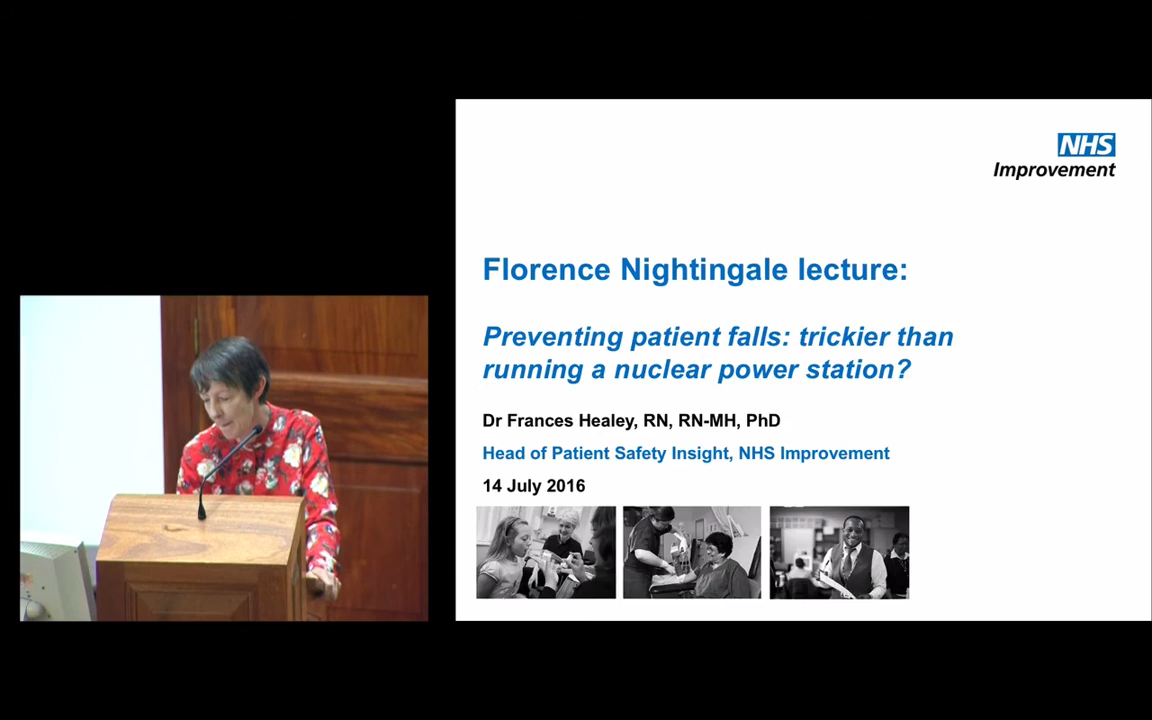 NHS
Improvement
Florence Nightingale lecture:
Preventing patient falls: trickier than
running a nuclear power station?
Dr Frances Healey, RN, RN-MH, PhD
Head of Patient Safety Insight, NHS Improvement
14 July 2016